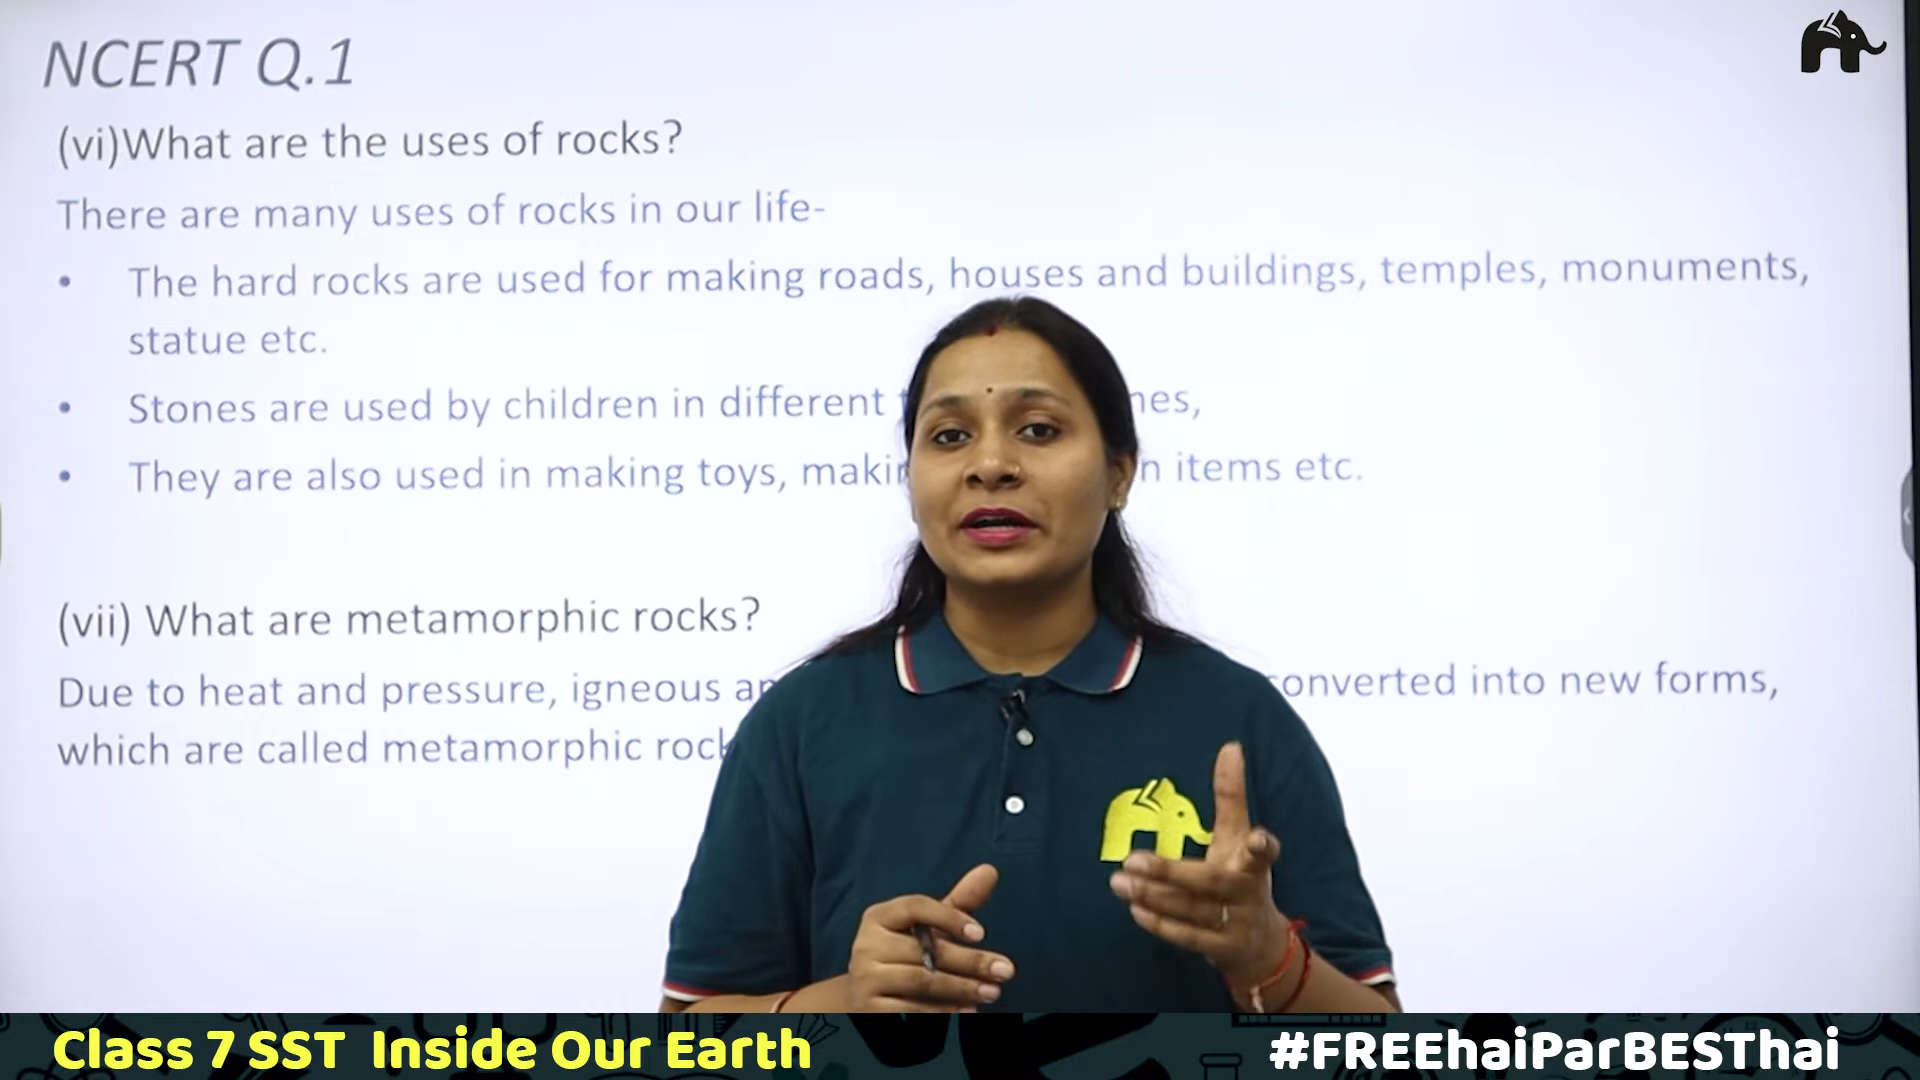 NCERT Q.1
(vi)What are the uses of rocks?
There are many uses of rocks in our life-
• The hard rocks are used for making roads, houses and buildings, temples, monuments,
statue etc.
• Stones are used by children in different
• They are also used in making toys, items etc.
(vii) What are metamorphic rocks?
Due to heat and pressure, igneous converted into new forms,
which are called metamorphic
Class 7 SST Inside Our Earth
#FREEhaiParBESThai